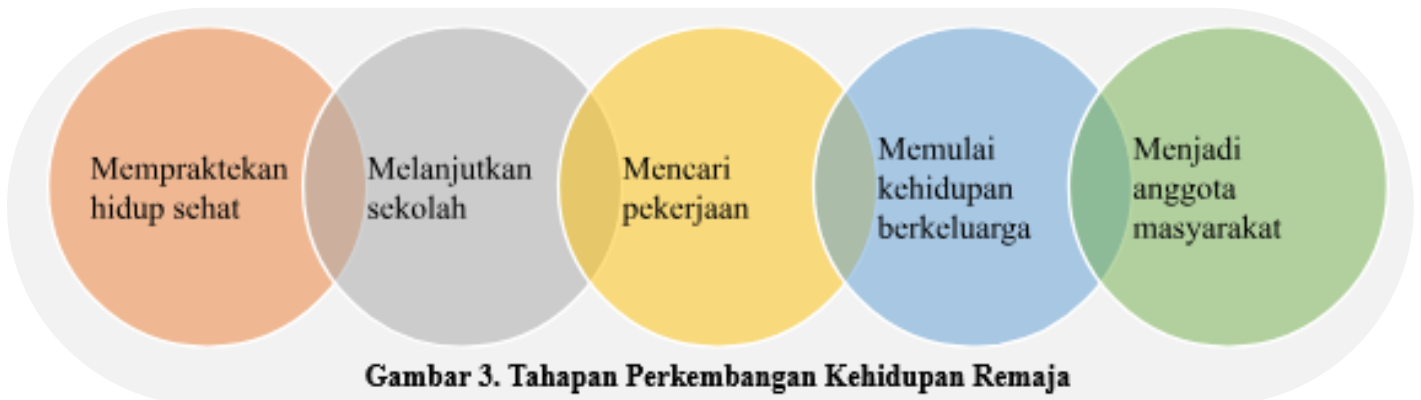 Mempraktekan
hidup sehat
Melanjutkan
sekolah
Mencari
pekerjaan
Memulai
kehidupan
berkeluarga
Menjadi
anggota
masyarakat
Gambar 3. Tahapan Perkembangan Kehidupan Remaja